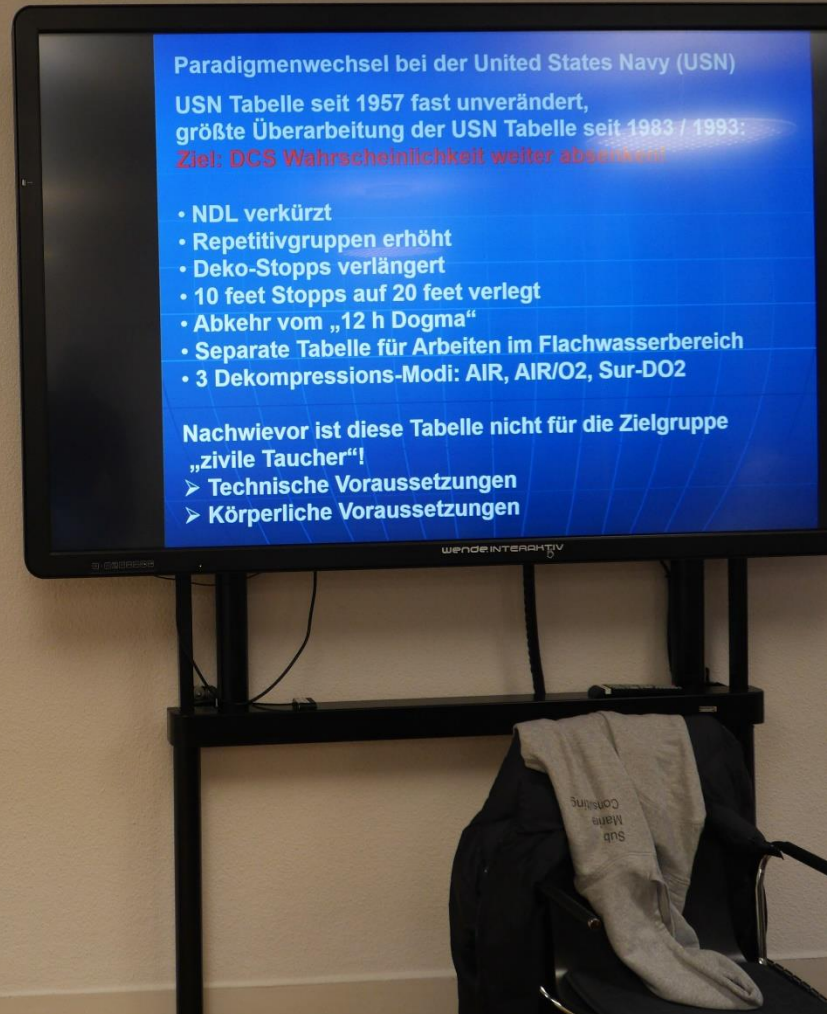 Paradigmenwechsel bei der United States Navy (USN)
USN Tabelle seit 1957 fast unverändert,
größte Überarbeitung der USN Tabelle seit 1983 / 1993:
Ziel: DCS Wahrscheinlichkeit weiter absenken!
• NDL verkürzt
• Repetitivgruppen erhöht
• Deko-Stopps verlängert
• 10 feet Stopps auf 20 feet verlegt
• Abkehr vom „12 h Dogma“
• Separate Tabelle für Arbeiten im Flachwasserbereich
• 3 Dekompressions-Modi: AIR, AIR/O2, Sur-DO2
Nachwievor ist diese Tabelle nicht für die Zielgruppe
„zivile Taucher“!
➢ Technische Voraussetzungen
➢ Körperliche Voraussetzungen
wende.INTERAKTIV
Sub
Marine
Consulting